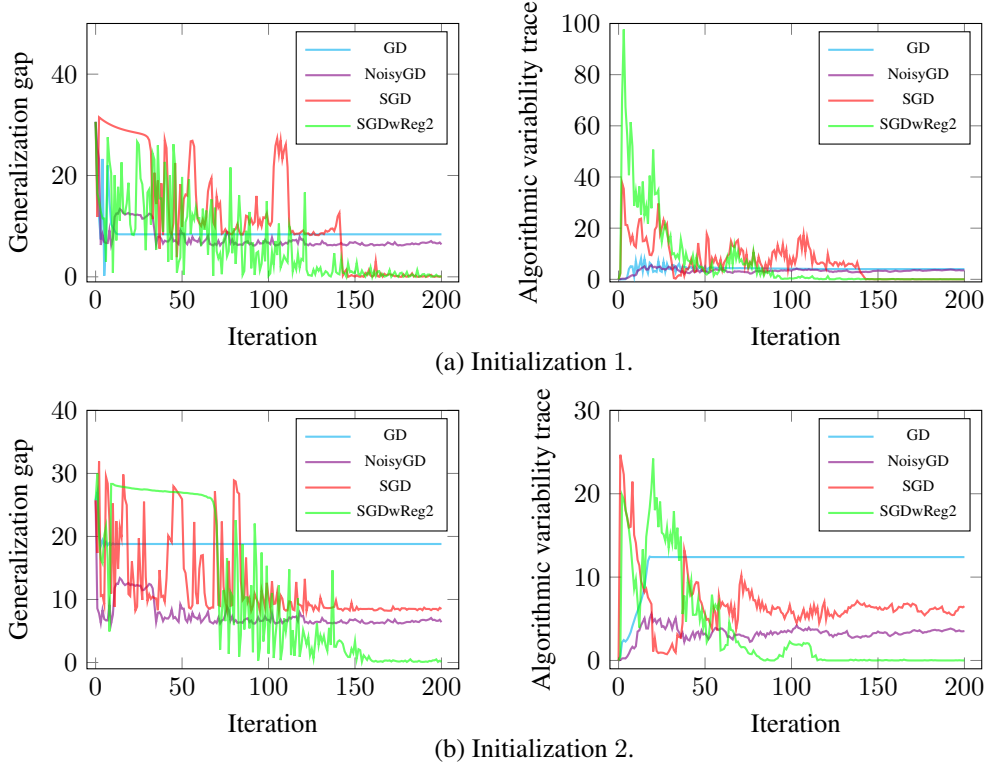 Generalization gap
40
20
0
0
50
100
150
200
Iteration
GD
NoisyGD
SGD
SGDwReg2
Algorithmic variability trace
100
80
60
40
20
0
0
50
100
150
200
Iteration
GD
NoisyGD
SGD
SGDwReg2
(a) Initialization 1.
Generalization gap
40
30
20
10
0
0
50
100
150
200
Iteration
GD
NoisyGD
SGD
SGDwReg2
Algorithmic variability trace
30
20
10
0
0
50
100
150
200
Iteration
GD
NoisyGD
SGD
SGDwReg2
(b) Initialization 2.